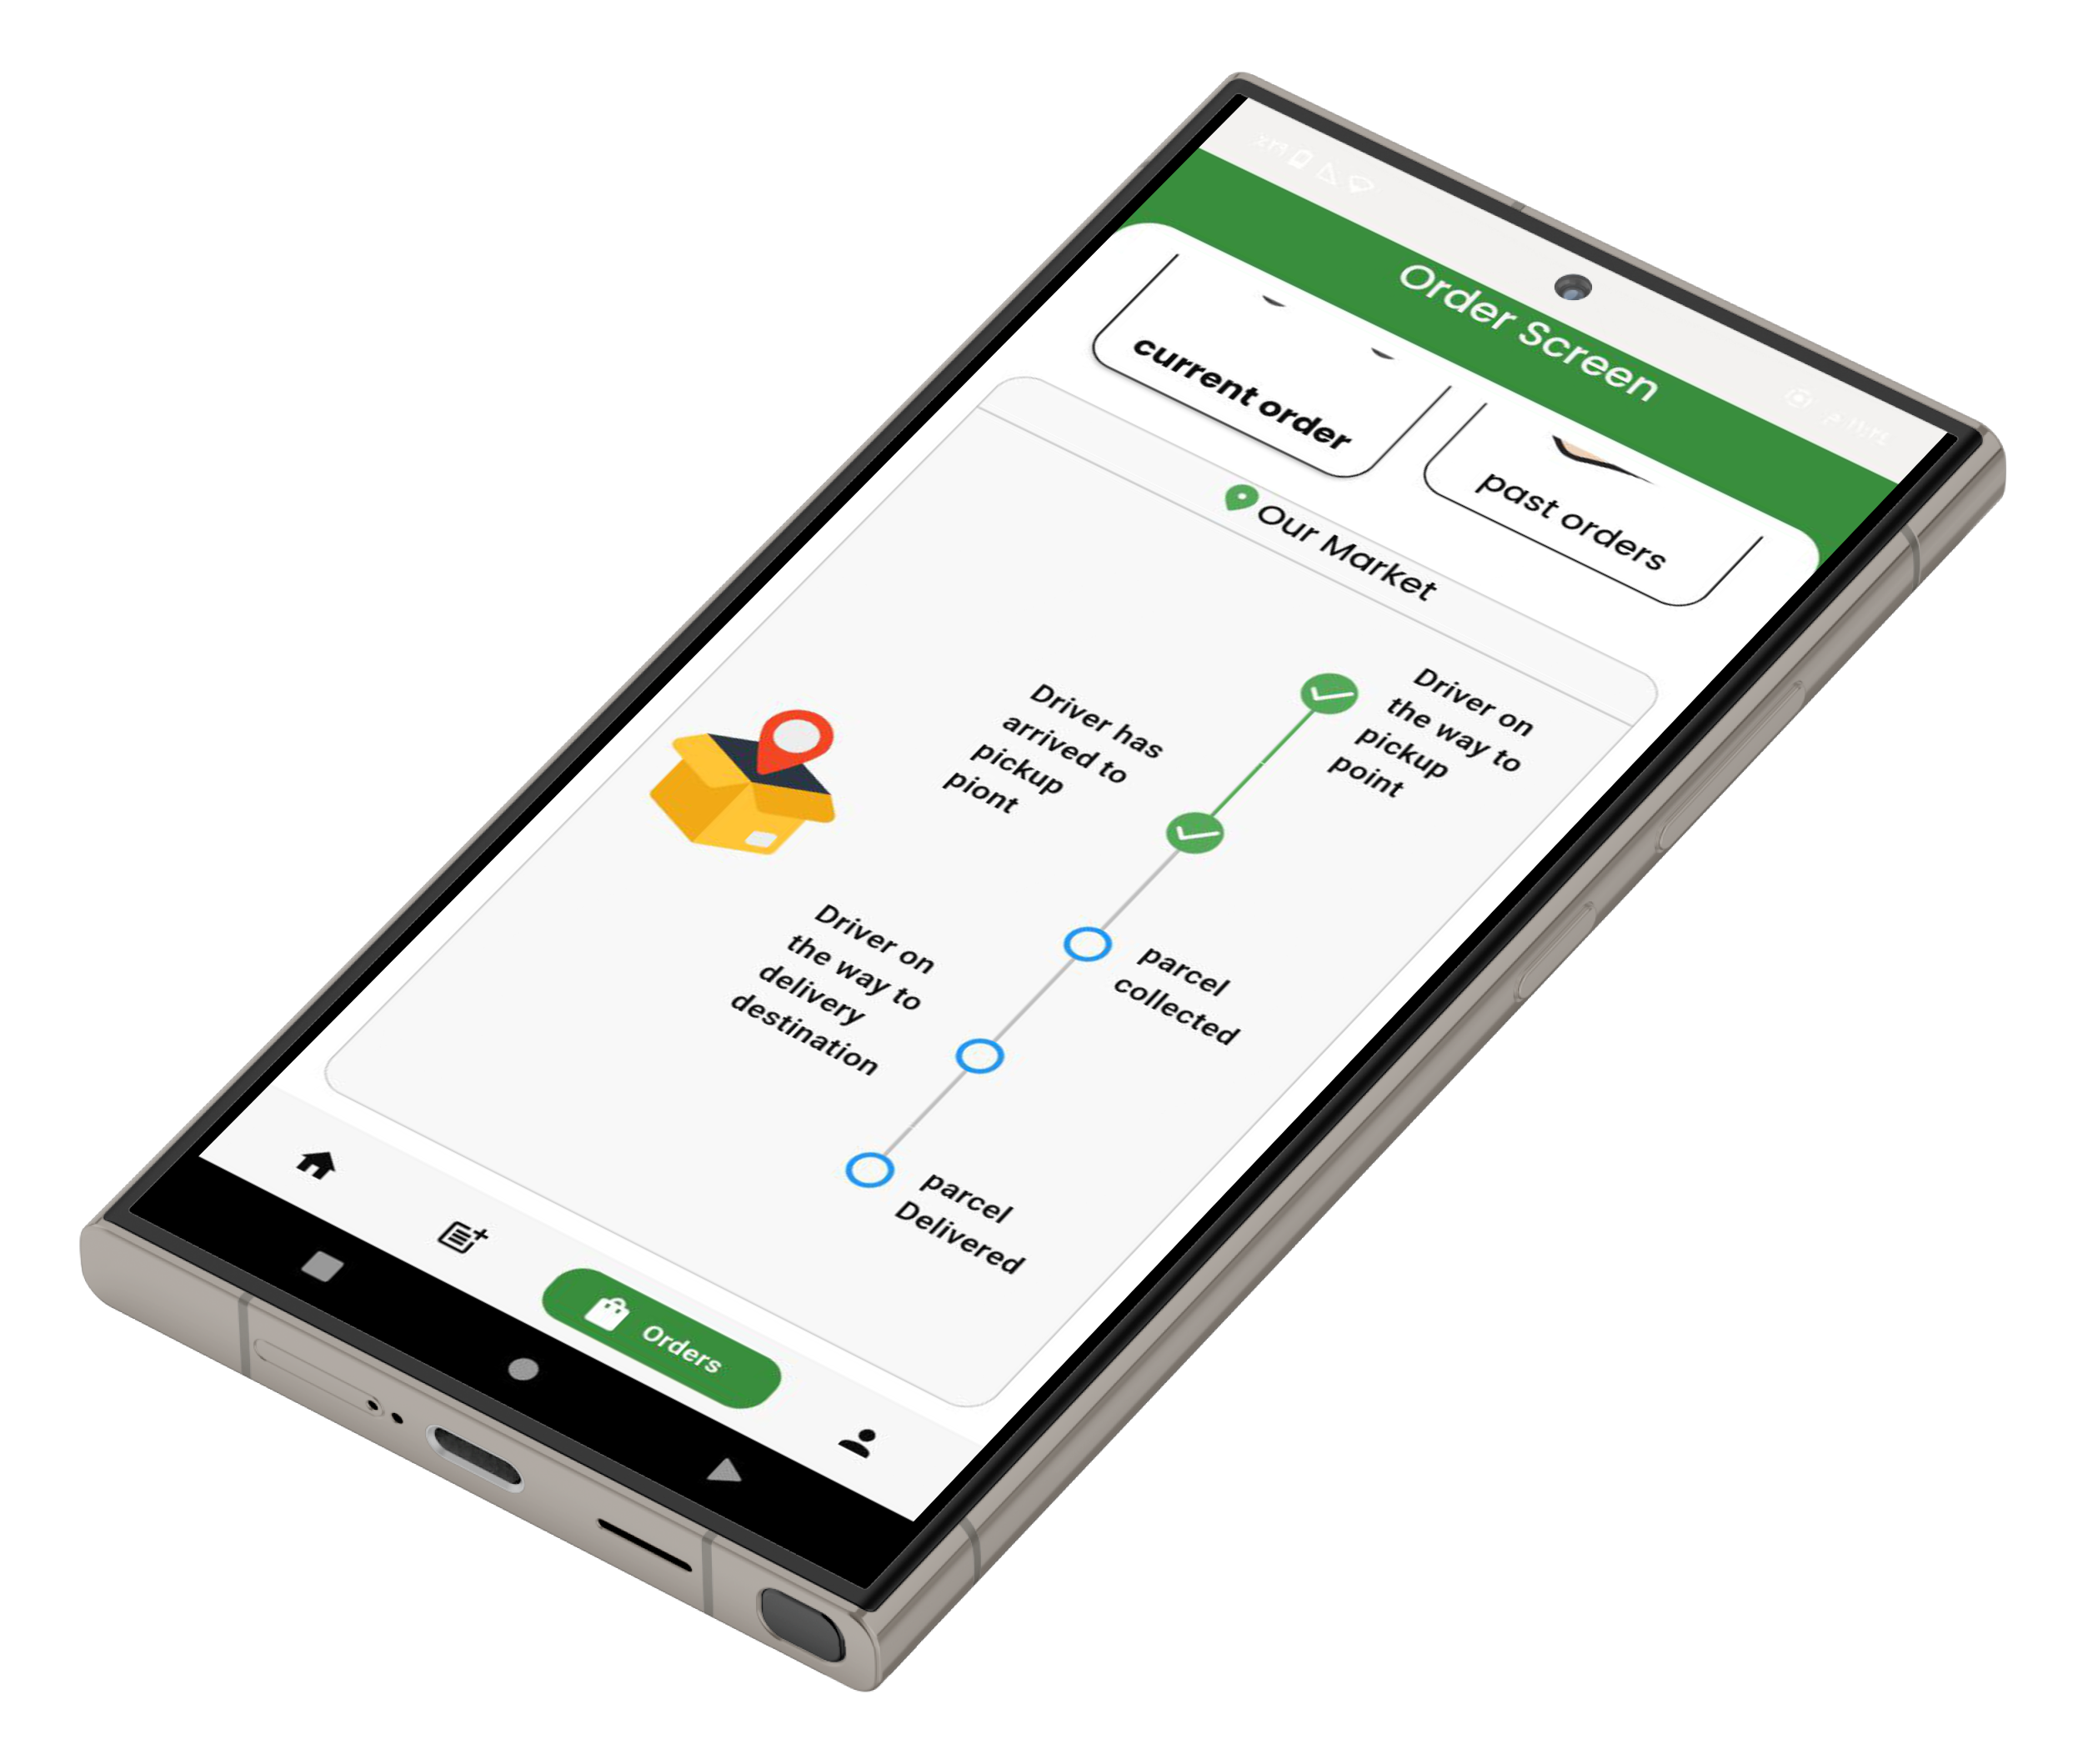 Order Screen
current order
past orders
Our Market
Driver on
the way to
pickup
point
Driver has
arrived to
pickup
piont
parcel
collected
Driver on
the way to
delivery
destination
parcel
Delivered
Orders